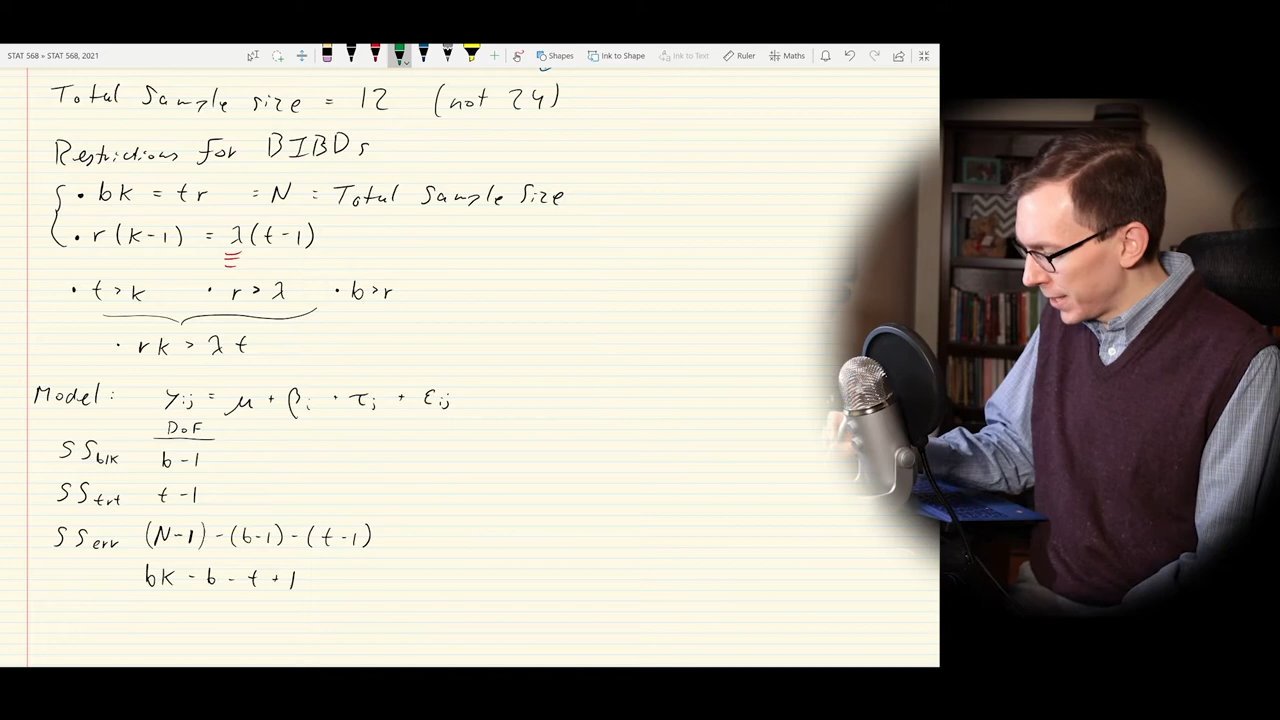 STAT 568 » STAT 568, 2021
Shapes Ink to Shape Ink to Text Ruler Maths
Total Sample size = 12 (not 24)
Restrictions for BIBDs
• bk = tr = N = Total Sample Size
• r(k-1) = λ(t-1)
• t > k • r > λ • b > r
• rk > λt
Model: yij = μ + βi + τj + εij
DoF
SSblk b-1
SStrt t-1
SSerr (N-1) - (b-1) - (t-1)
bk - b - t + 1